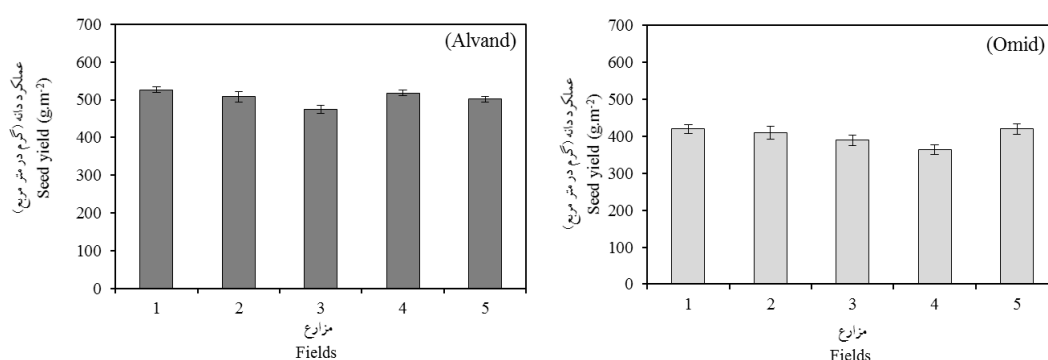 (Alvand)
عملکرد دانه (گرم در متر مربع)
Seed yield (g.m⁻²)
700
600
500
400
300
200
100
0
1 2 3 4 5
مزارع
Fields
(Omid)
عملکرد دانه (گرم در متر مربع)
Seed yield (g.m⁻²)
700
600
500
400
300
200
100
0
1 2 3 4 5
مزارع
Fields